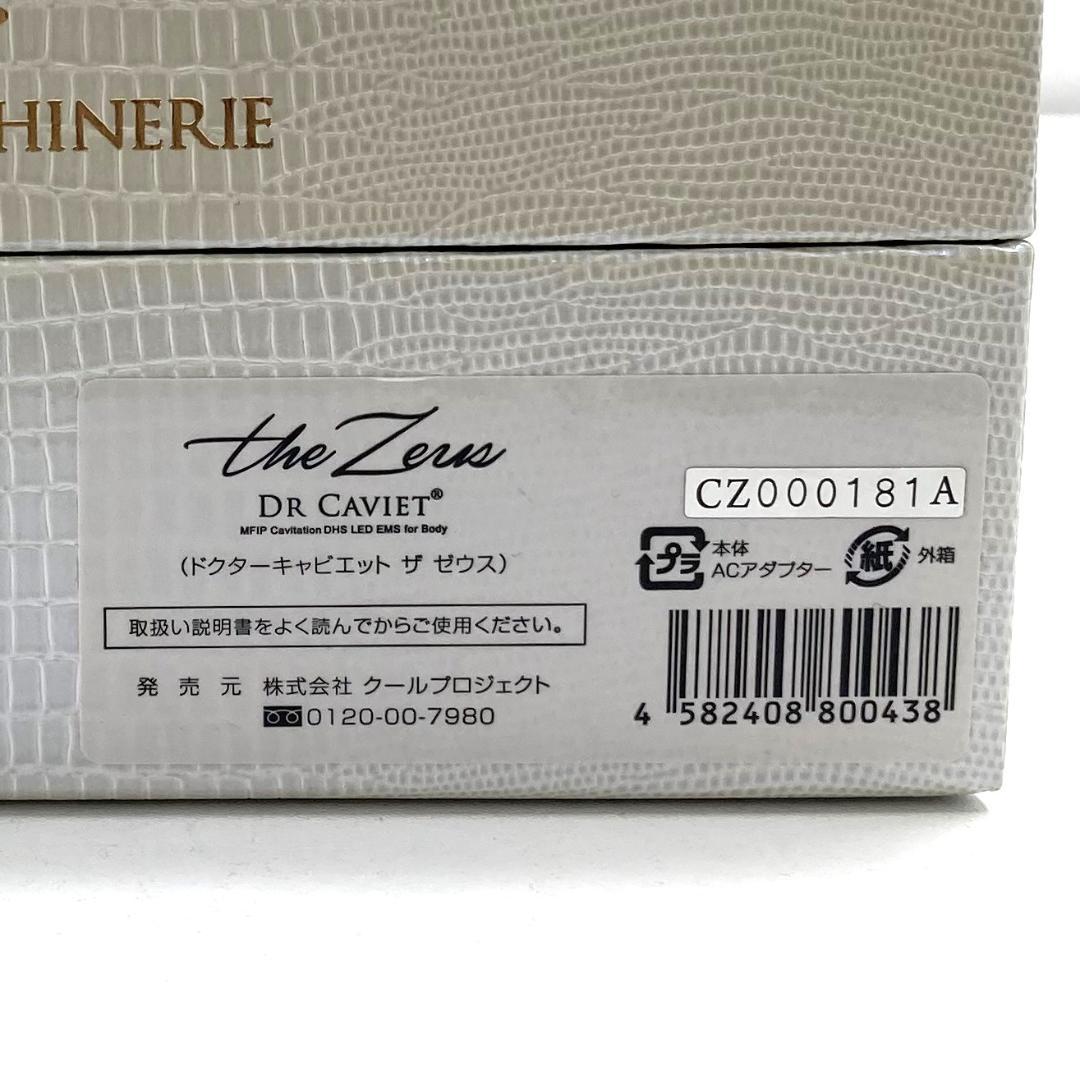 HINERIE
the Zeus
DR CAVIET®
MFIP Cavitation DHS LED EMS for Body
(ドクターキャビエット ザ ゼウス)
取扱い説明書をよく読んでからご使用ください。
発 売 元 株式会社 クールプロジェクト
0120-00-7980
CZ000181A
プラ 本体
ACアダプター
紙 外箱
4 582408 800438